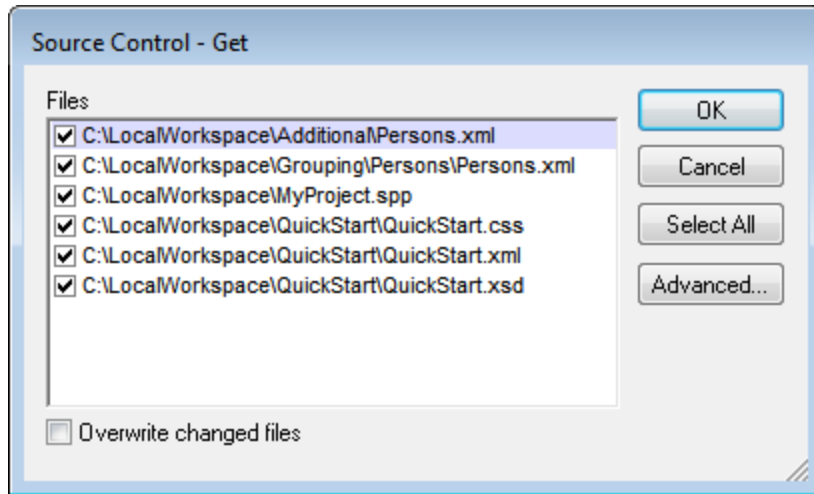 Source Control - Get
Files
C:\LocalWorkspace\Additional\Persons.xml
C:\LocalWorkspace\Grouping\Persons\Persons.xml
C:\LocalWorkspace\MyProject.spp
C:\LocalWorkspace\QuickStart\QuickStart.css
C:\LocalWorkspace\QuickStart\QuickStart.xml
C:\LocalWorkspace\QuickStart\QuickStart.xsd
Overwrite changed files
OK
Cancel
Select All
Advanced...